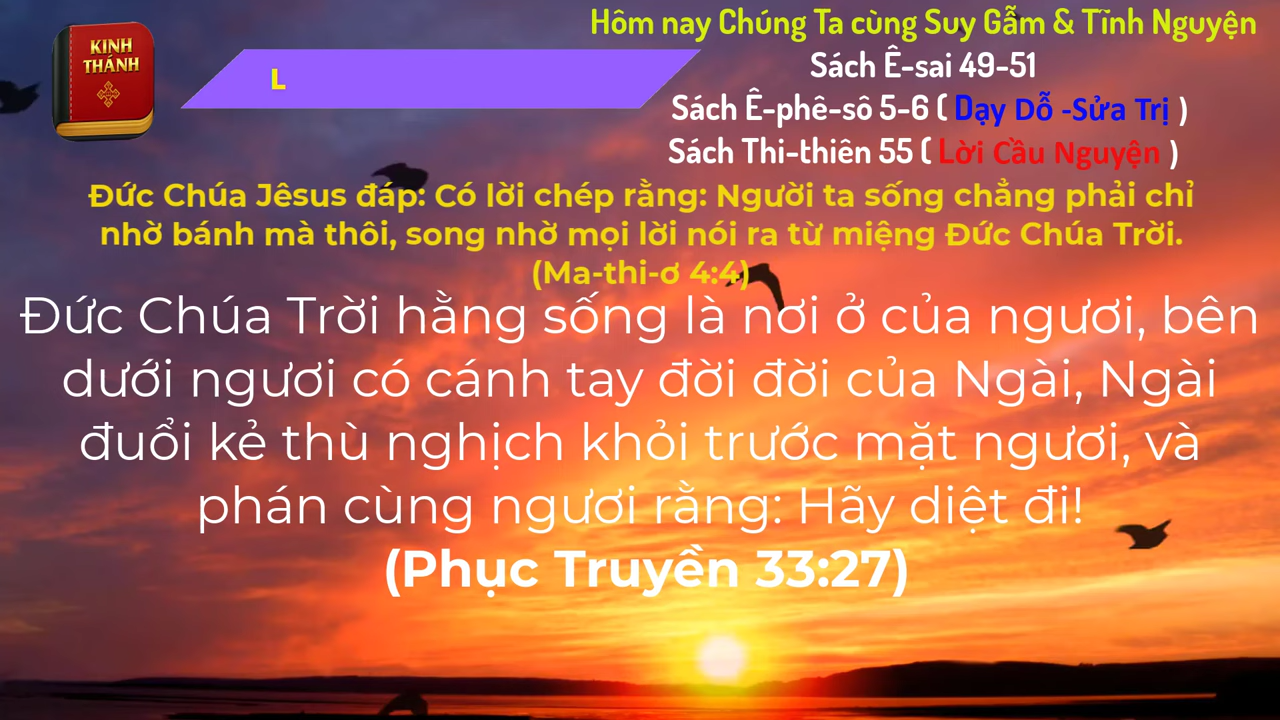 KINH
THÁNH
L
Hôm nay Chúng Ta cùng Suy Gẫm & Tĩnh Nguyện
Sách Ê-sai 49-51
Sách Ê-phê-sô 5-6 ( Dạy Dỗ -Sửa Trị )
Sách Thi-thiên 55 ( Lời Cầu Nguyện )
Đức Chúa Jêsus đáp: Có lời chép rằng: Người ta sống chẳng phải chỉ
nhờ bánh mà thôi, song nhờ mọi lời nói ra từ miệng Đức Chúa Trời.
(Ma-thi-ơ 4:4)
Đức Chúa Trời hằng sống là nơi ở của ngươi, bên
dưới ngươi có cánh tay đời đời của Ngài, Ngài
đuổi kẻ thù nghịch khỏi trước mặt ngươi, và
phán cùng ngươi rằng: Hãy diệt đi!
(Phục Truyền 33:27)